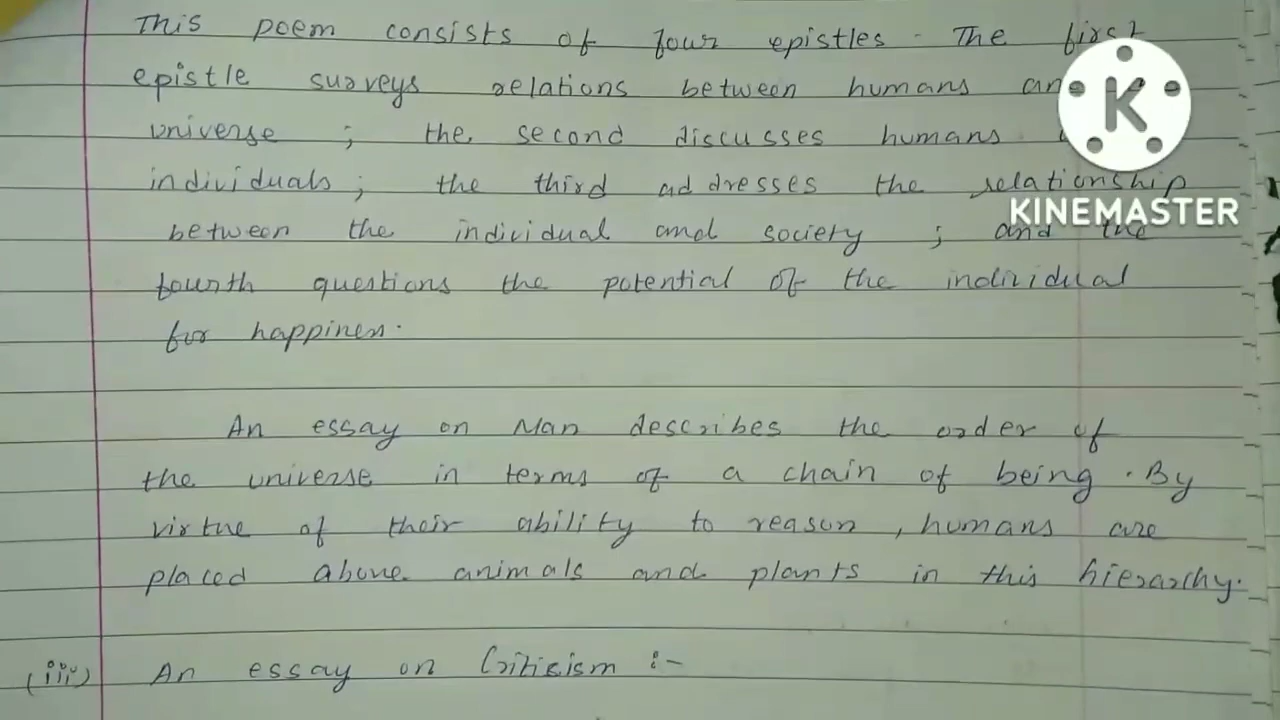 This poem consists of four epistles. The first
epistle surveys relations between humans
universe ; the second discusses humans
individuals ; the third addresses the relationship
between the individual and society ; and the
fourth questions the potential of the individual
for happiness.
An essay on Man describes the order of
the universe in terms of a chain of being. By
virtue of their ability to reason, humans are
placed above animals and plants in this hierarchy.
(iii) An essay on Criticism :-
K
KINEMASTER